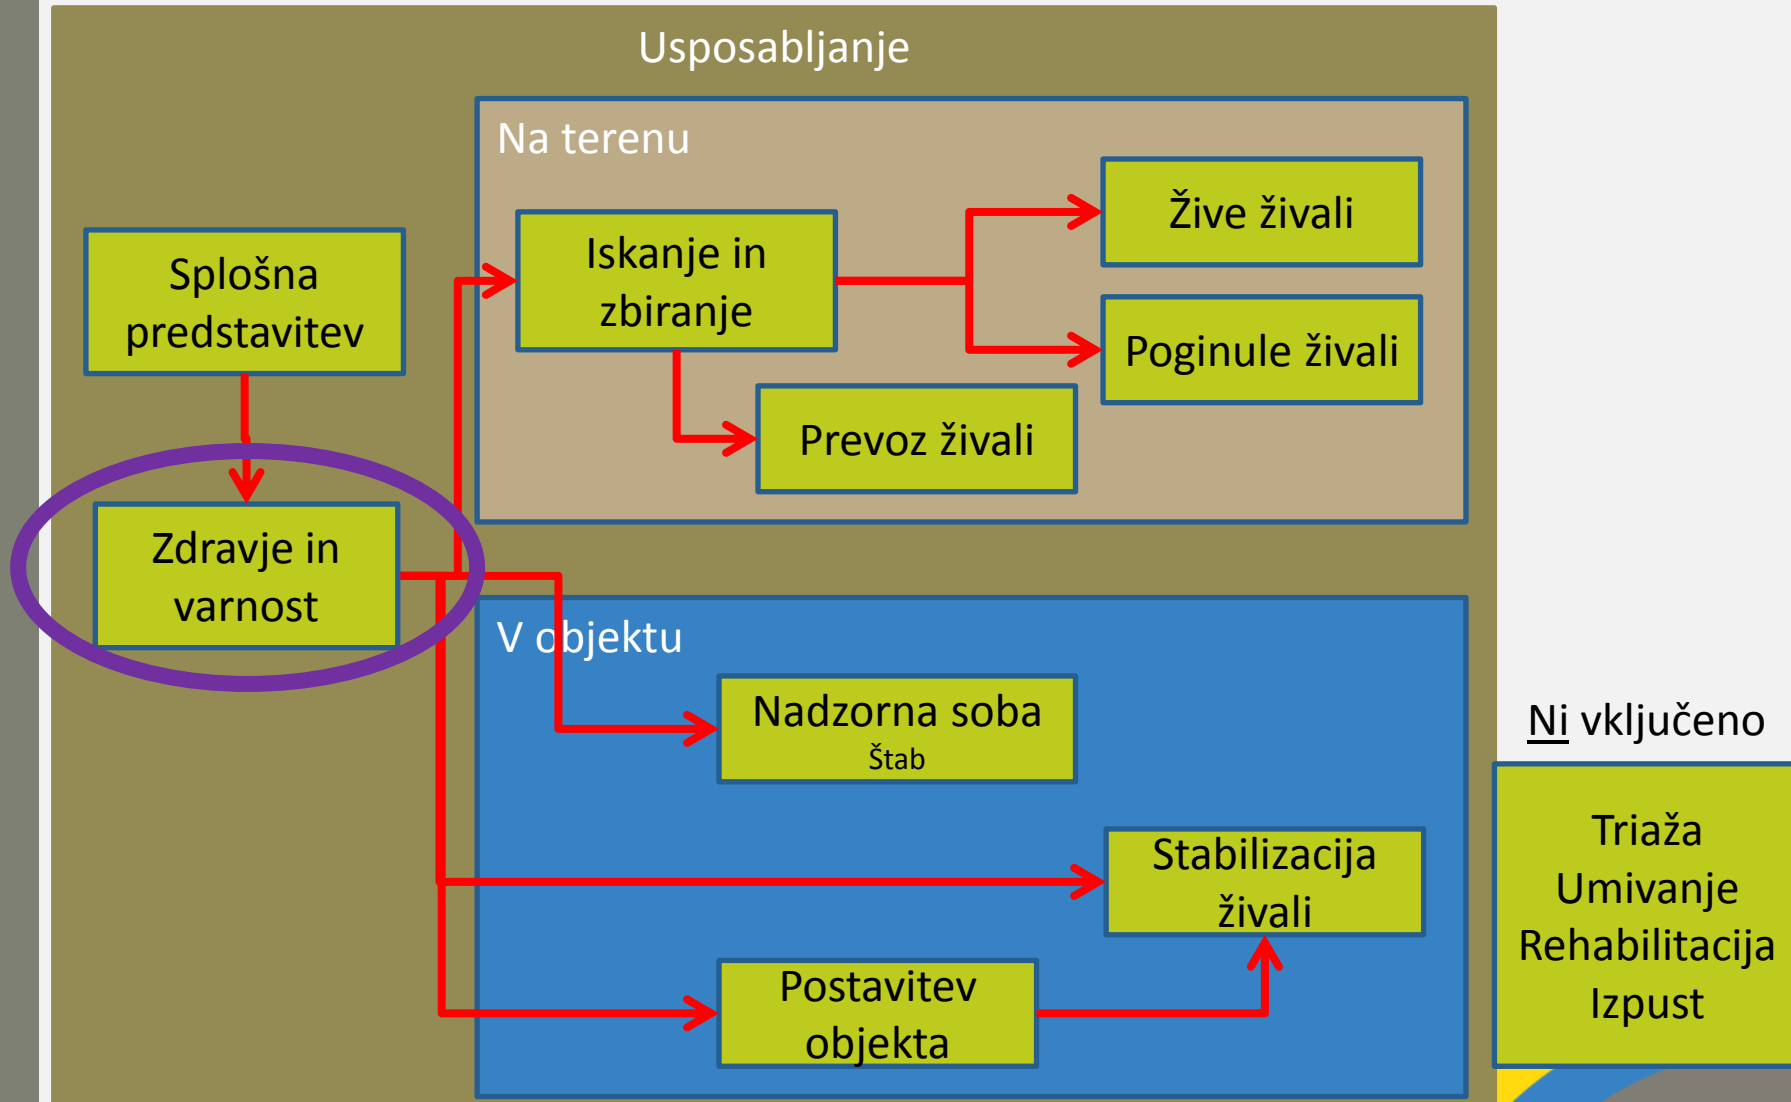 Usposabljanje
Na terenu
Splošna
predstavitev
Iskanje in
zbiranje
Žive živali
Poginule živali
Prevoz živali
Zdravje in
varnost
V objektu
Nadzorna soba
Štab
Stabilizacija
živali
Postavitev
objekta
Ni vključeno
Triaža
Umivanje
Rehabilitacija
Izpust